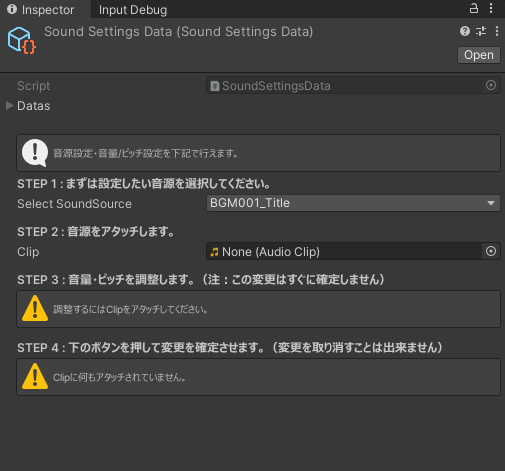 Inspector
Input Debug
Sound Settings Data (Sound Settings Data)
Open
Script
SoundSettingsData
Datas
音源設定・音量/ピッチ設定を下記で行えます。
STEP 1 : まずは設定したい音源を選択してください。
Select SoundSource
BGM001_Title
STEP 2 : 音源をアタッチします。
Clip
None (Audio Clip)
STEP 3 : 音量・ピッチを調整します。（注：この変更はすぐに確定しません）
調整するにはClipをアタッチしてください。
STEP 4 : 下のボタンを押して変更を確定させます。（変更を取り消すことは出来ません）
Clipに何もアタッチされていません。